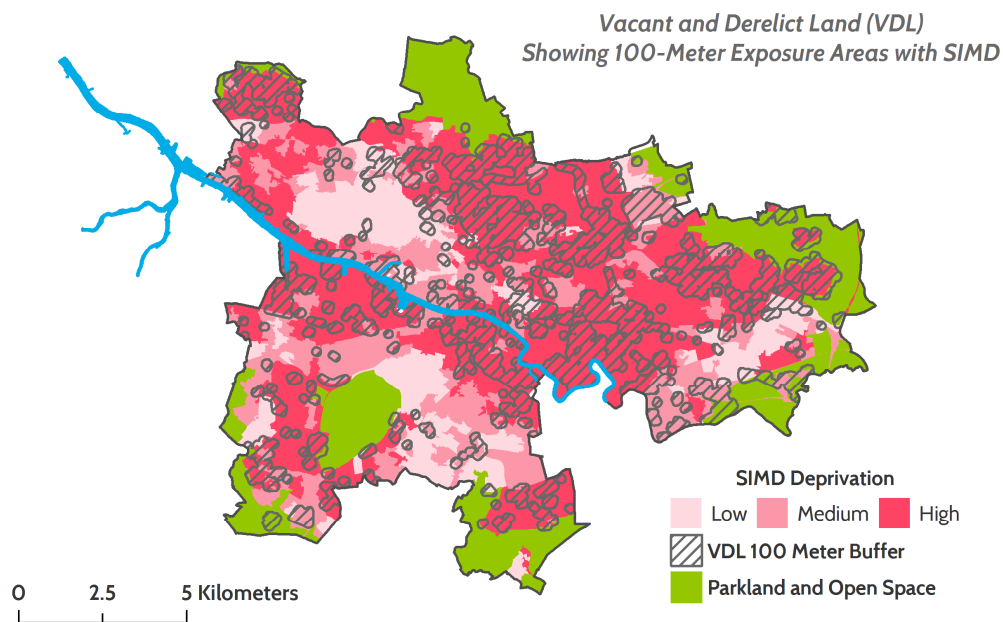 Vacant and Derelict Land (VDL)
Showing 100-Meter Exposure Areas with SIMD
SIMD Deprivation
Low Medium High
VDL 100 Meter Buffer
Parkland and Open Space
0 2.5 5 Kilometers